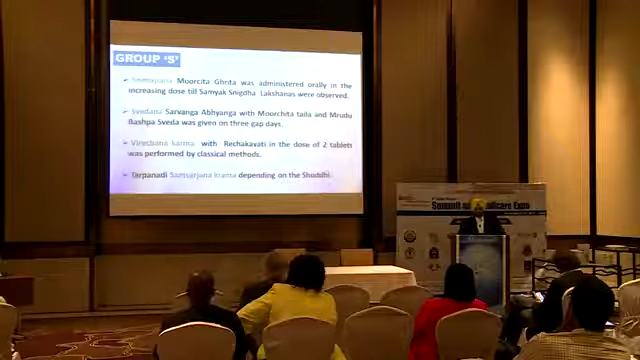 GROUP 'S'
Snehapana Moorcita Ghrita was administered orally in the
increasing dose till Samyak Snigdha Lakshanas were observed.
Svedana Sarvanga Abhyanga with Moorchita taila and Mrudu
Bashpa Sveda was given on three gap days.
Virechana karma with Rechakavati in the dose of 2 tablets
was performed by classical methods.
Tarpanadi Samsarjana krama depending on the Shuddhi.
Summit Expo